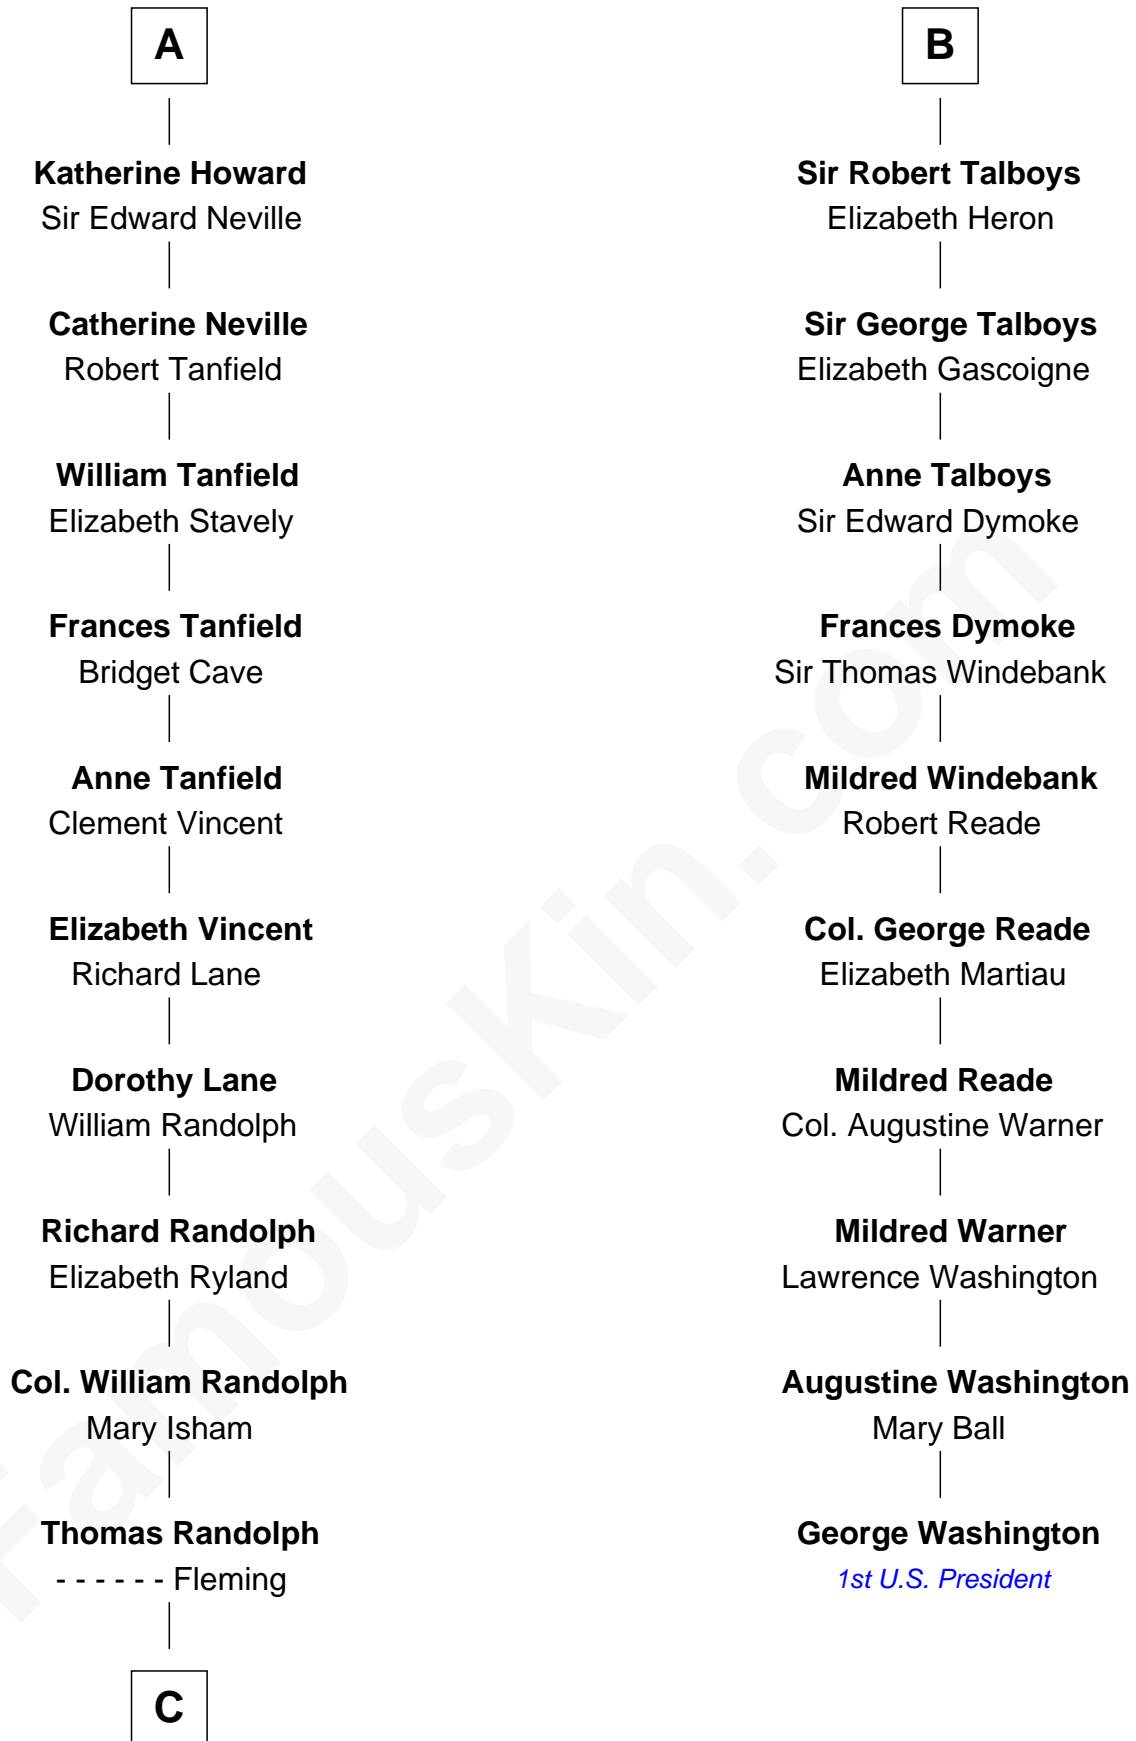 A
Katherine Howard
Sir Edward Neville
Catherine Neville
Robert Tanfield
William Tanfield
Elizabeth Stavely
Frances Tanfield
Bridget Cave
Anne Tanfield
Clement Vincent
Elizabeth Vincent
Richard Lane
Dorothy Lane
William Randolph
Richard Randolph
Elizabeth Ryland
Col. William Randolph
Mary Isham
Thomas Randolph
- - - - - - Fleming
C
B
Sir Robert Talboys
Elizabeth Heron
Sir George Talboys
Elizabeth Gascoigne
Anne Talboys
Sir Edward Dymoke
Frances Dymoke
Sir Thomas Windebank
Mildred Windebank
Robert Reade
Col. George Reade
Elizabeth Martiau
Mildred Reade
Col. Augustine Warner
Mildred Warner
Lawrence Washington
Augustine Washington
Mary Ball
George Washington
1st U.S. President
FamousKin.com